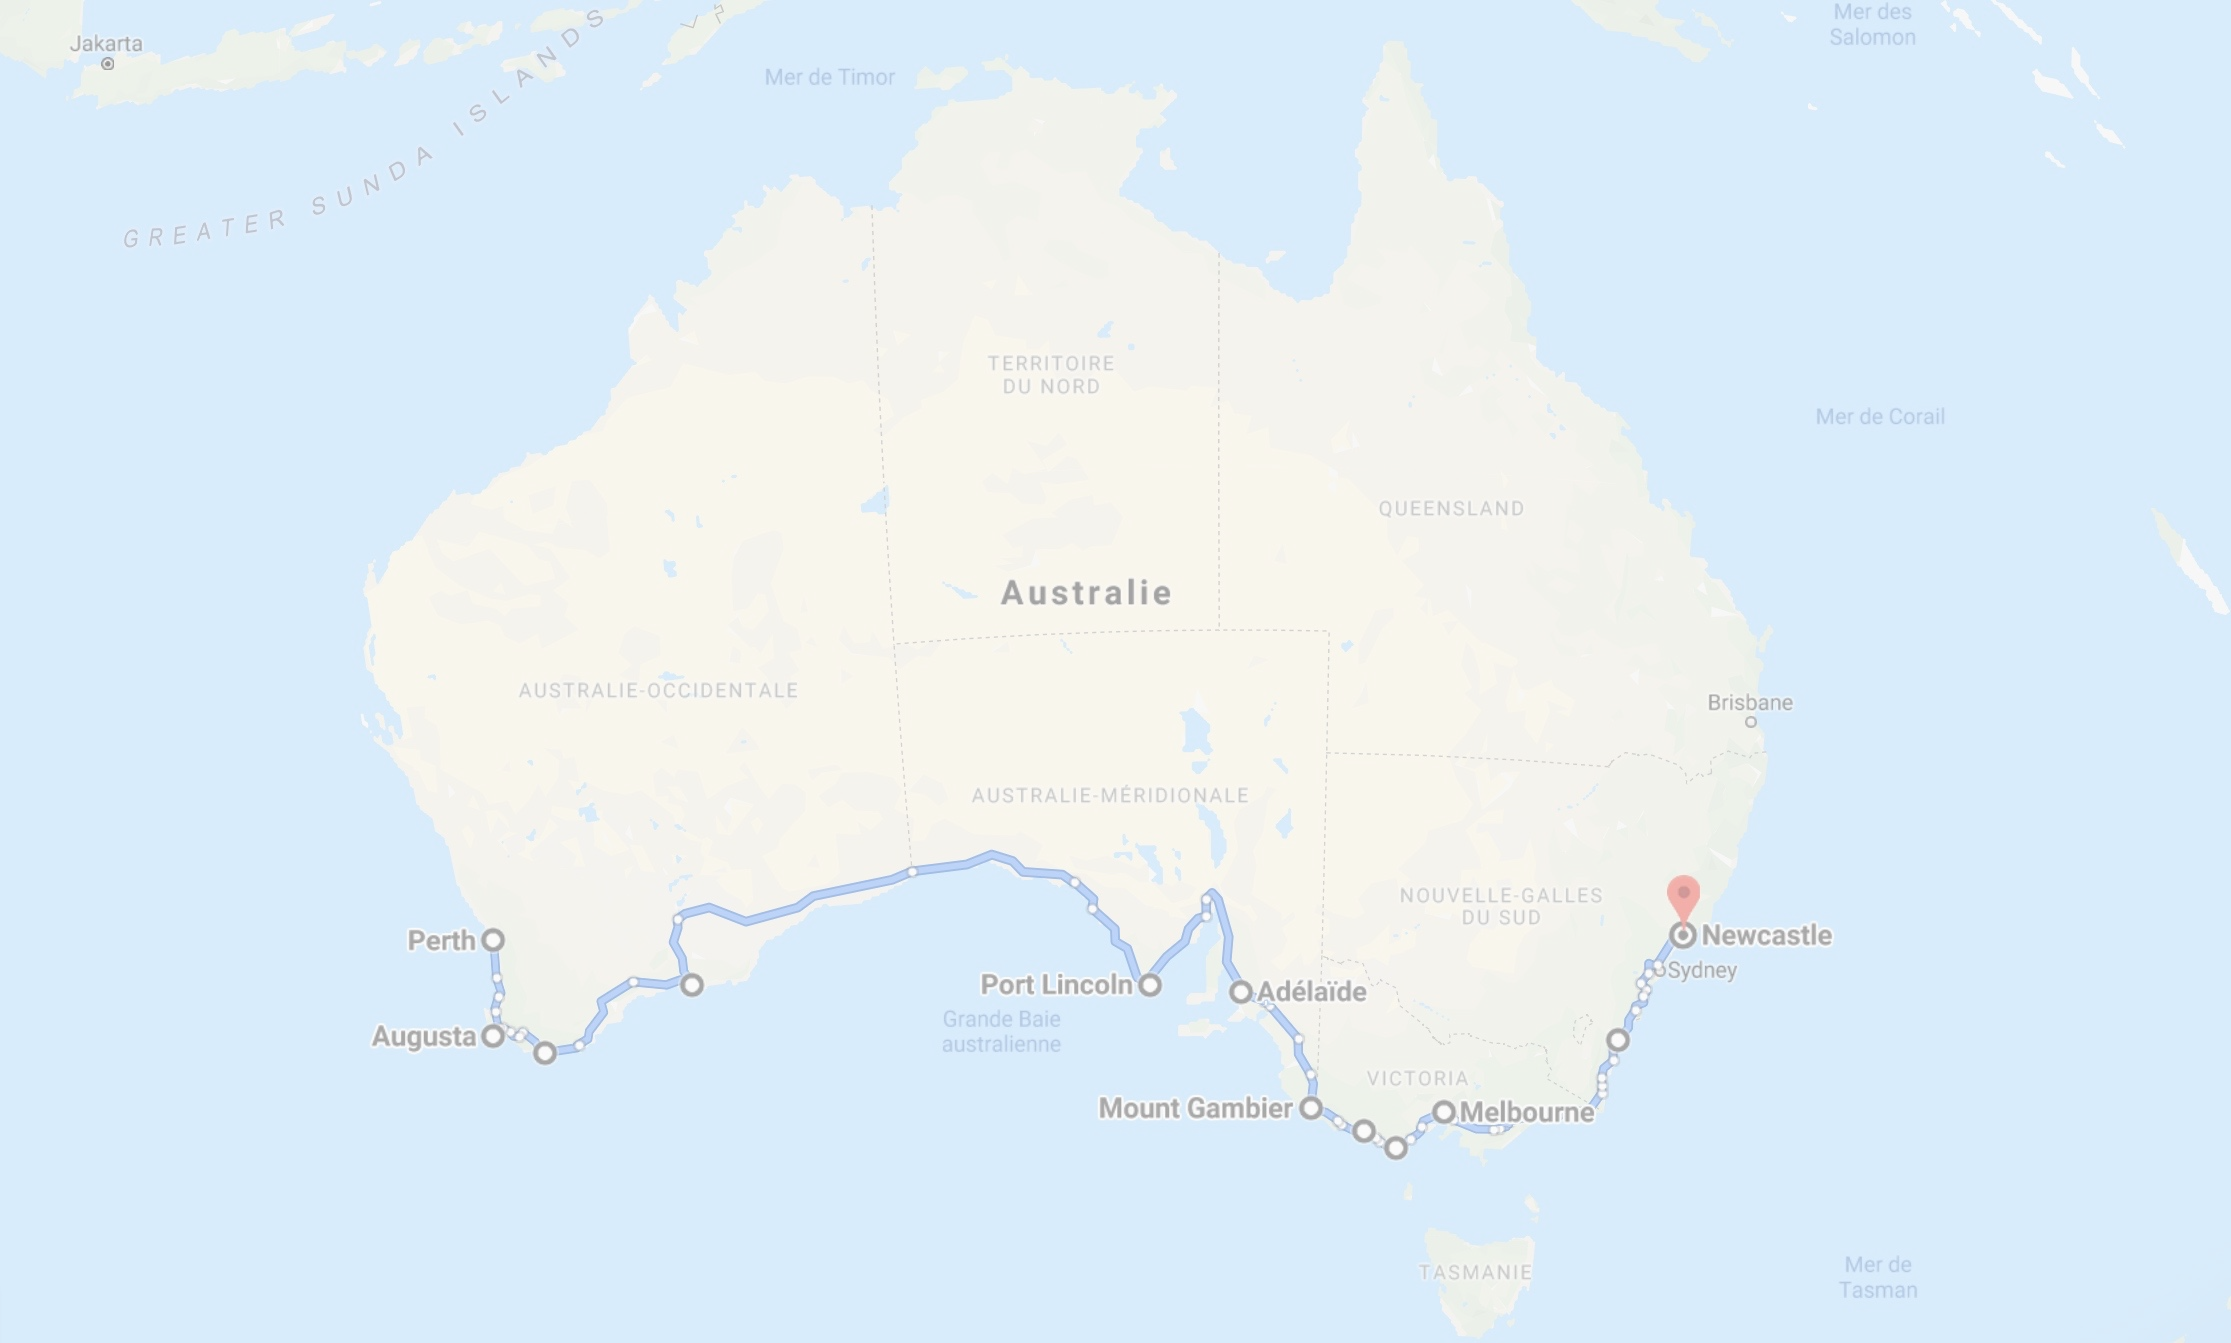 Mer des
Salomon
Jakarta
Mer de Timor
GREATER SUNDA ISLANDS
TERRITOIRE
DU NORD
Mer de Corail
QUEENSLAND
Australie
AUSTRALIE-OCCIDENTALE
Brisbane
AUSTRALIE-MÉRIDIONALE
NOUVELLE-GALLES
DU SUD
Perth
Newcastle
Sydney
Port Lincoln
Adélaïde
Grande Baie
australienne
Augusta
VICTORIA
Mount Gambier
Melbourne
TASMANIE
Mer de
Tasman